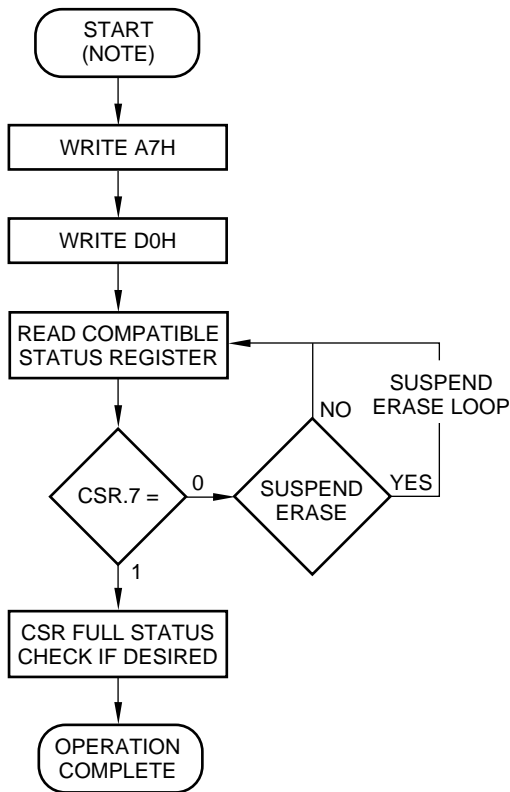 START
(NOTE)
WRITE A7H
WRITE D0H
READ COMPATIBLE
STATUS REGISTER
SUSPEND
ERASE LOOP
NO
CSR.7 =
0
SUSPEND
ERASE
YES
1
CSR FULL STATUS
CHECK IF DESIRED
OPERATION
COMPLETE